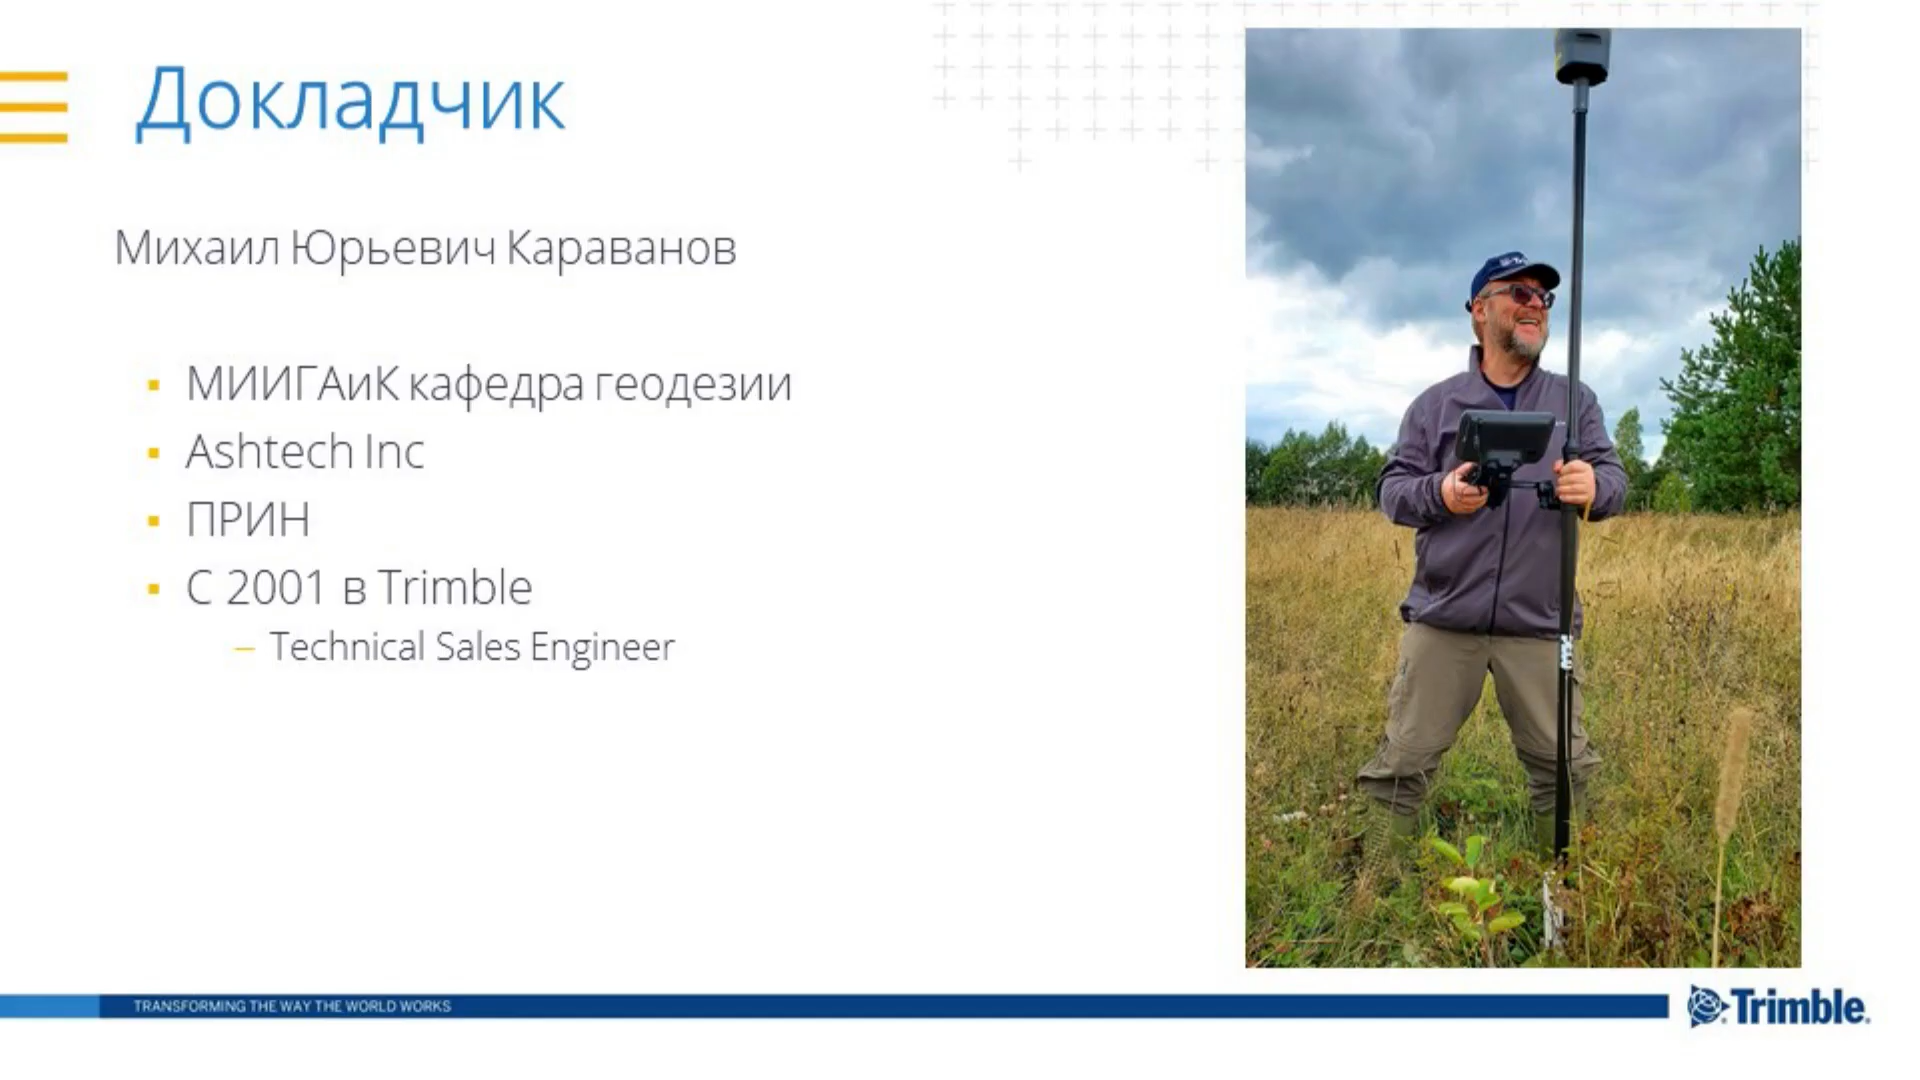 Докладчик
Михаил Юрьевич Караванов
МИИГАиК кафедра геодезии
Ashtech Inc
ПРИН
С 2001 в Trimble
– Technical Sales Engineer
TRANSFORMING THE WAY THE WORLD WORKS
Trimble